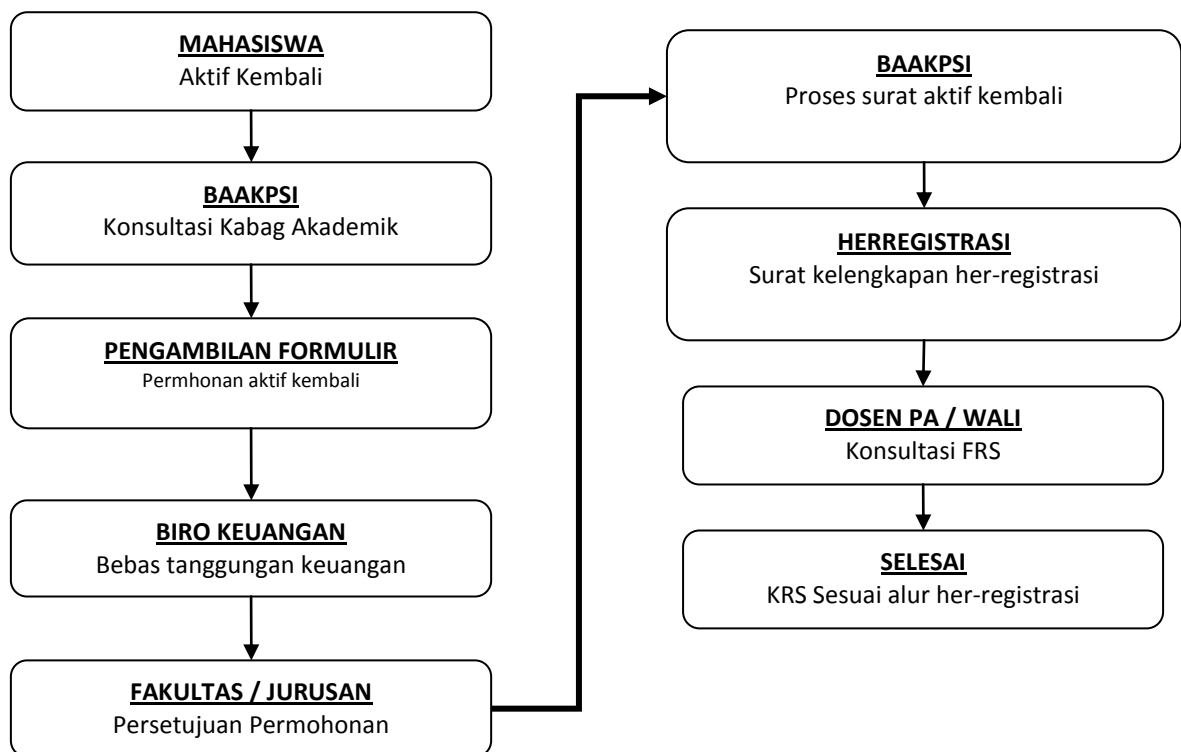 MAHASISWA
Aktif Kembali
BAAKPSI
Konsultasi Kabag Akademik
PENGAMBILAN FORMULIR
Permhonan aktif kembali
BIRO KEUANGAN
Bebas tanggungan keuangan
FAKULTAS / JURUSAN
Persetujuan Permohonan
BAAKPSI
Proses surat aktif kembali
HERREGISTRASI
Surat kelengkapan her-registrasi
DOSEN PA / WALI
Konsultasi FRS
SELESAI
KRS Sesuai alur her-registrasi